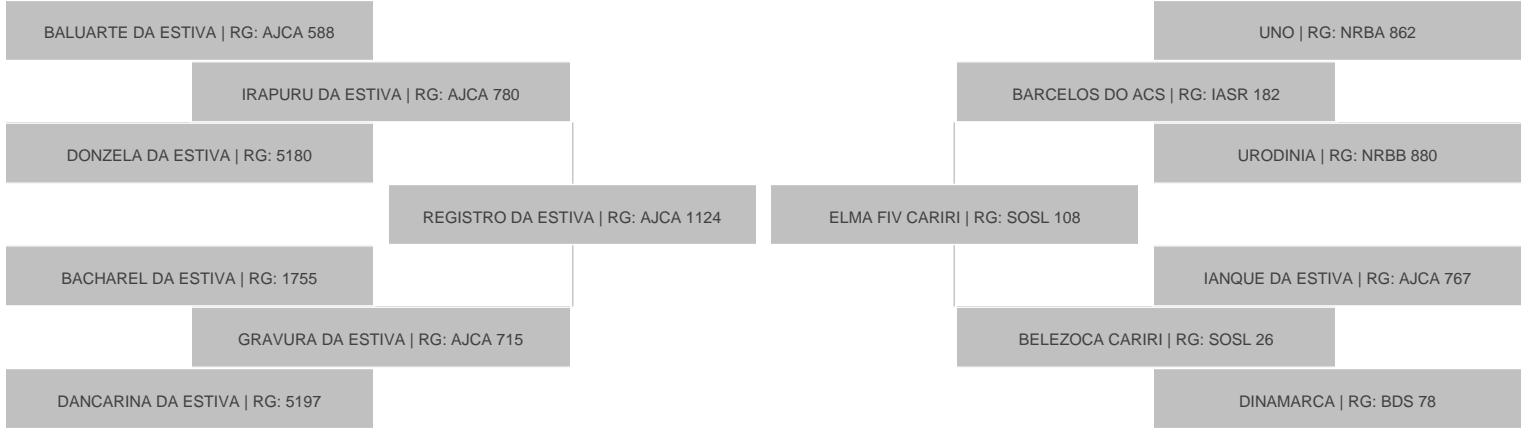 BALUARTE DA ESTIVA | RG: AJCA 588
UNO | RG: NRBA 862
IRAPURU DA ESTIVA | RG: AJCA 780
BARCELOS DO ACS | RG: IASR 182
DONZELA DA ESTIVA | RG: 5180
URODINIA | RG: NRBB 880
REGISTRO DA ESTIVA | RG: AJCA 1124
ELMA FIV CARIRI | RG: SOSL 108
BACHAREL DA ESTIVA | RG: 1755
IANQUE DA ESTIVA | RG: AJCA 767
GRAVURA DA ESTIVA | RG: AJCA 715
BELEZOCA CARIRI | RG: SOSL 26
DANCARINA DA ESTIVA | RG: 5197
DINAMARCA | RG: BDS 78